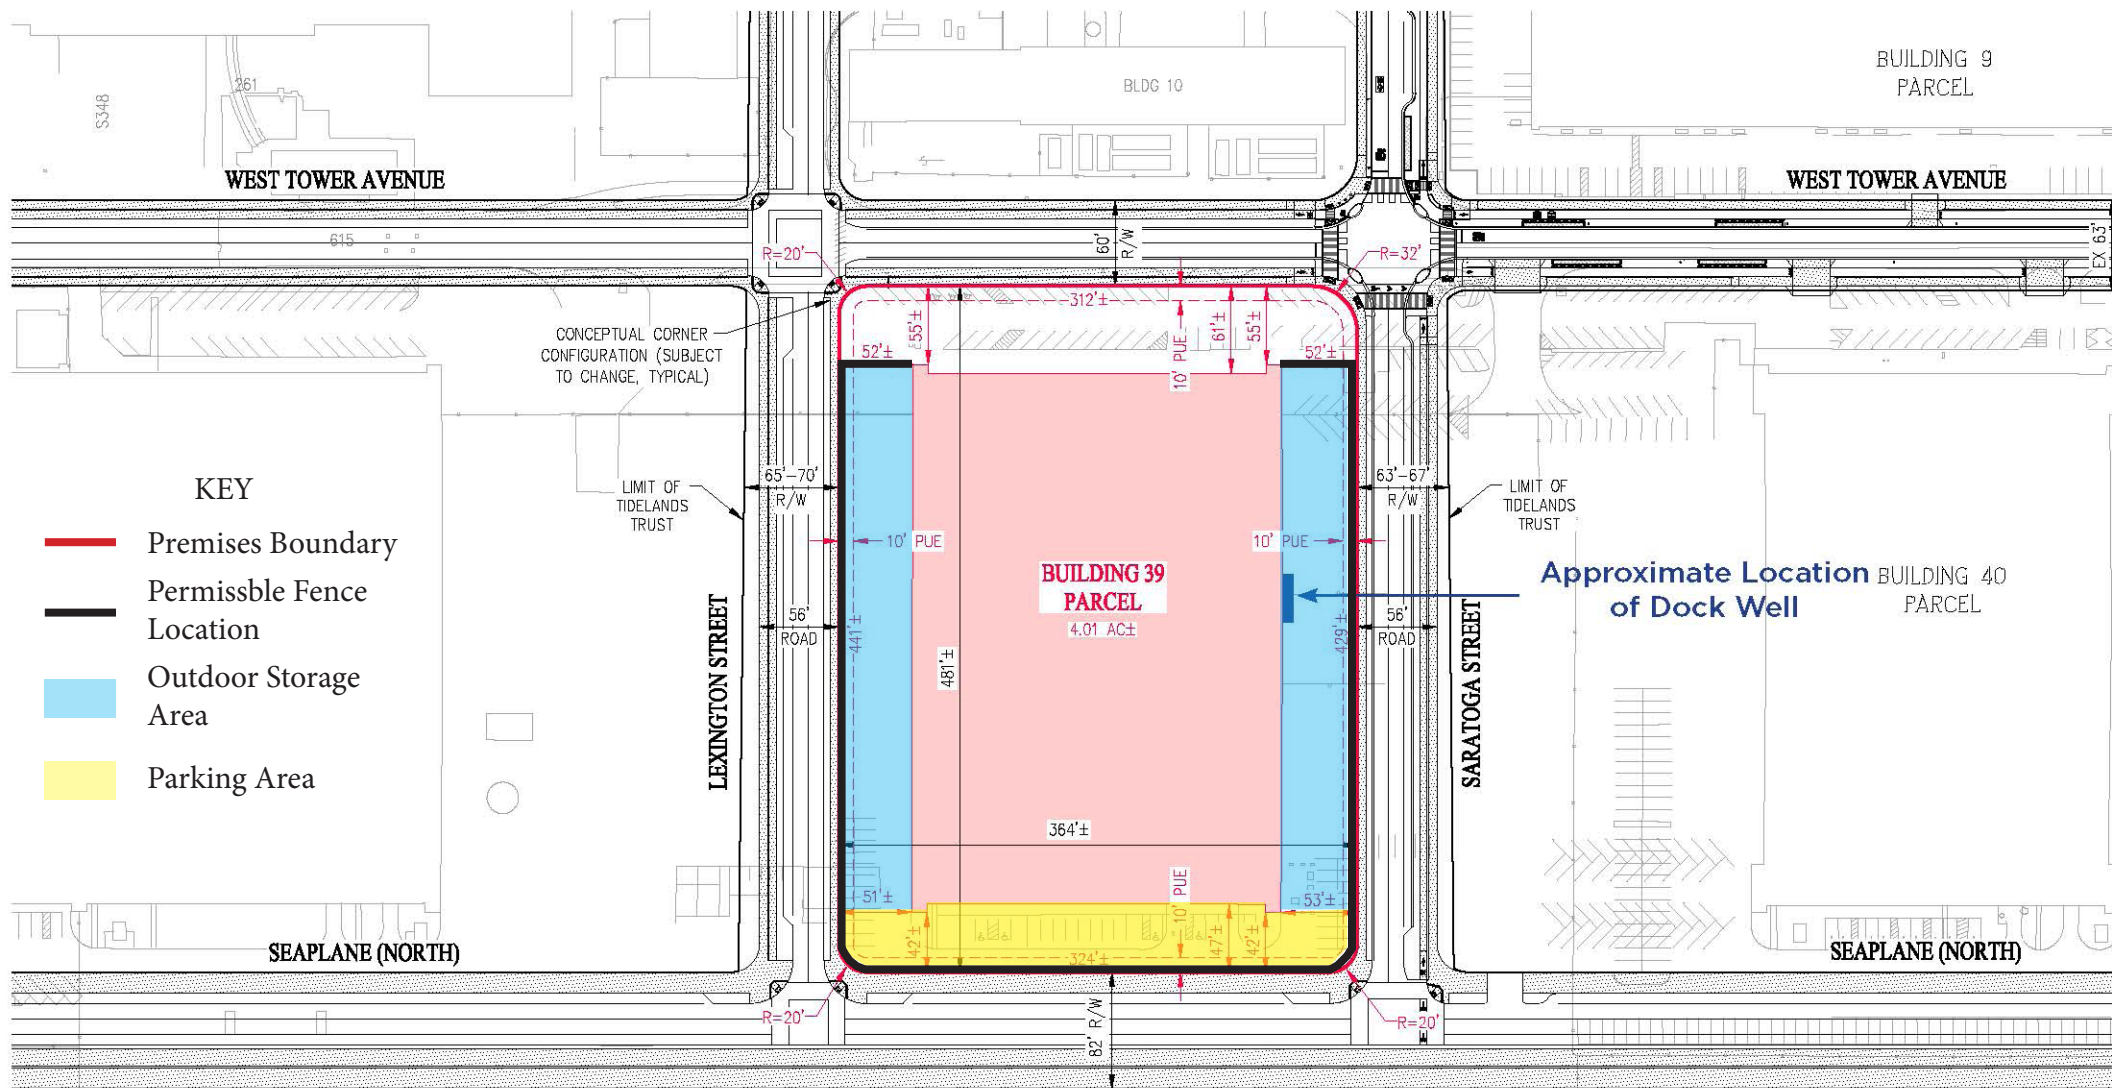 BUILDING 9
PARCEL
BLDG 10
261
S348
WEST TOWER AVENUE
WEST TOWER AVENUE
615
60'
R/W
EX 63'
R=20'
R=32'
312'±
55'±
10' PUE
61'±
55'±
CONCEPTUAL CORNER
CONFIGURATION (SUBJECT
TO CHANGE, TYPICAL)
52'±
52'±
KEY
Premises Boundary
Permissble Fence
Location
Outdoor Storage
Area
Parking Area
LIMIT OF
TIDELANDS
TRUST
65'-70'
R/W
63'-67'
R/W
LIMIT OF
TIDELANDS
TRUST
10' PUE
10' PUE
BUILDING 39
PARCEL
4.01 AC±
Approximate Location
of Dock Well
BUILDING 40
PARCEL
56'
ROAD
56'
ROAD
LEXINGTON STREET
441'±
481'±
429'±
SARATOGA STREET
364'±
51'±
10' PUE
53'±
42'±
47'±
42'±
324'±
SEAPLANE (NORTH)
SEAPLANE (NORTH)
R=20'
R=20'
82' R/W